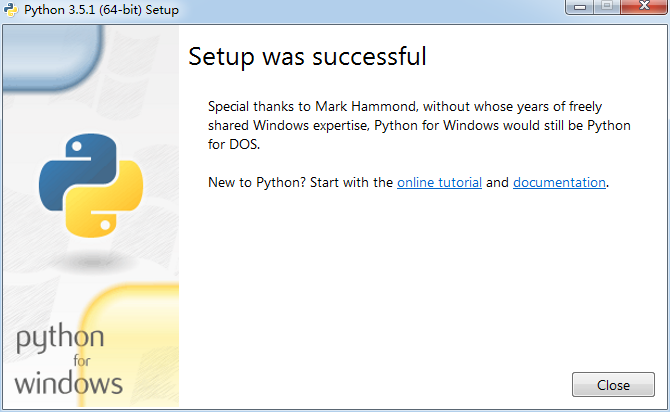 Python 3.5.1 (64-bit) Setup
Setup was successful
Special thanks to Mark Hammond, without whose years of freely
shared Windows expertise, Python for Windows would still be Python
for DOS.
New to Python? Start with the online tutorial and documentation.
python
for
windows
Close